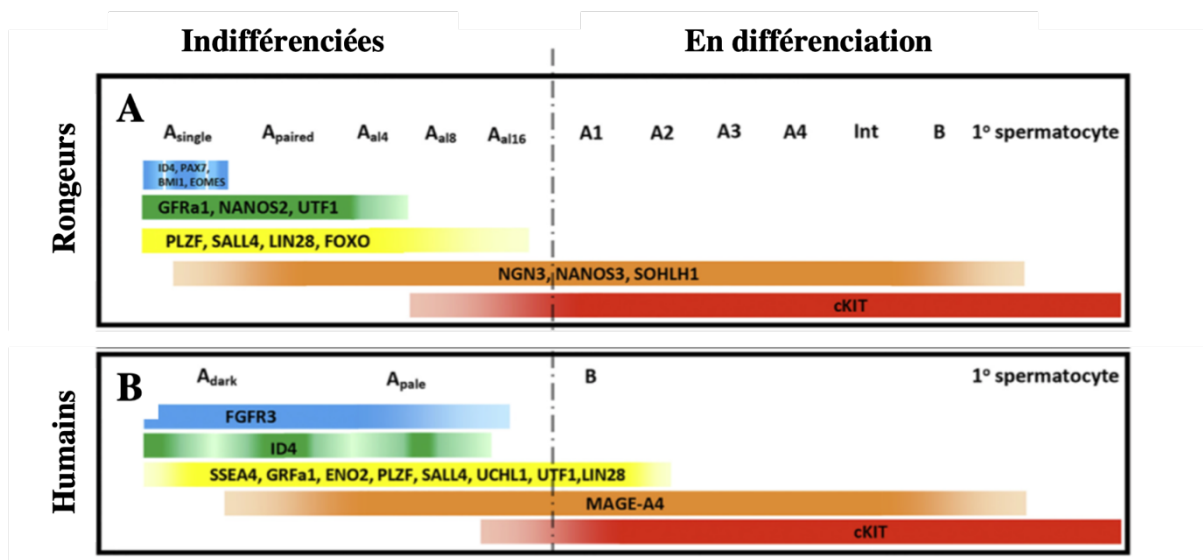 Indifférenciées
En différenciation
Rongeurs
A
Asingle Apaired Aal4 Aal8 Aal16 A1 A2 A3 A4 Int B 1° spermatocyte
ID4, PAX7,
BMI1, EOMES
GFRa1, NANOS2, UTF1
PLZF, SALL4, LIN28, FOXO
NGN3, NANOS3, SOHLH1
cKIT
Humains
B
Adark Apale B 1° spermatocyte
FGFR3
ID4
SSEA4, GRFa1, ENO2, PLZF, SALL4, UCHL1, UTF1,LIN28
MAGE-A4
cKIT